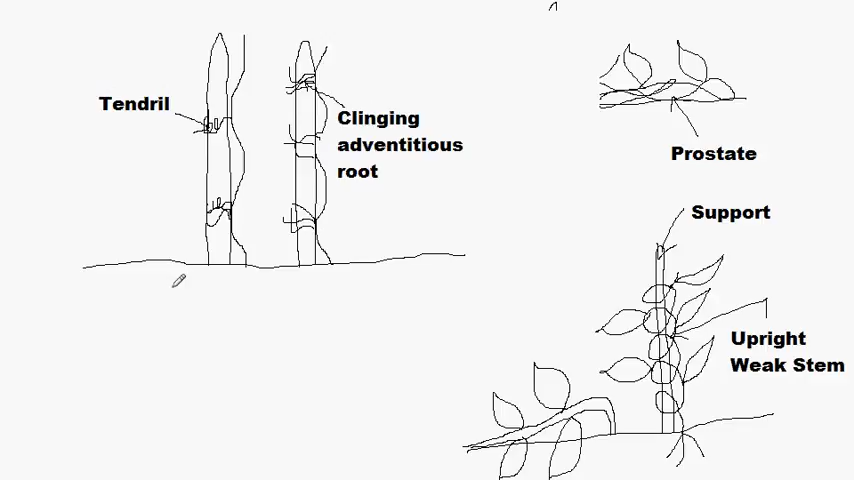 Tendril
Clinging
adventitious
root
Prostate
Support
Upright
Weak Stem